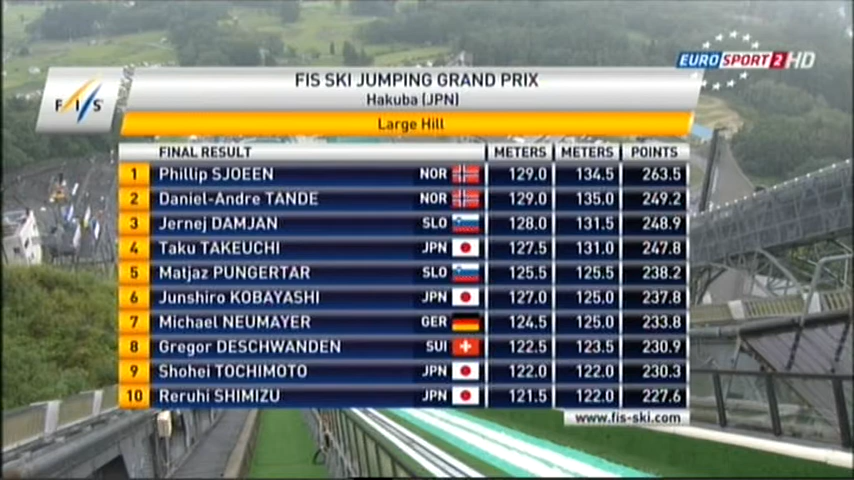 EUROSPORT 2 HD
FIS
FIS SKI JUMPING GRAND PRIX
Hakuba (JPN)
Large Hill
FINAL RESULT METERS METERS POINTS
1 Phillip SJOEEN NOR 129.0 134.5 263.5
2 Daniel-Andre TANDE NOR 129.0 135.0 249.2
3 Jernej DAMJAN SLO 128.0 131.5 248.9
4 Taku TAKEUCHI JPN 127.5 131.0 247.8
5 Matjaz PUNGERTAR SLO 125.5 125.5 238.2
6 Junshiro KOBAYASHI JPN 127.0 125.0 237.8
7 Michael NEUMAYER GER 124.5 125.0 233.8
8 Gregor DESCHWANDEN SUI 122.5 123.5 230.9
9 Shohei TOCHIMOTO JPN 122.0 122.0 230.3
10 Reruhi SHIMIZU JPN 121.5 122.0 227.6
www.fis-ski.com